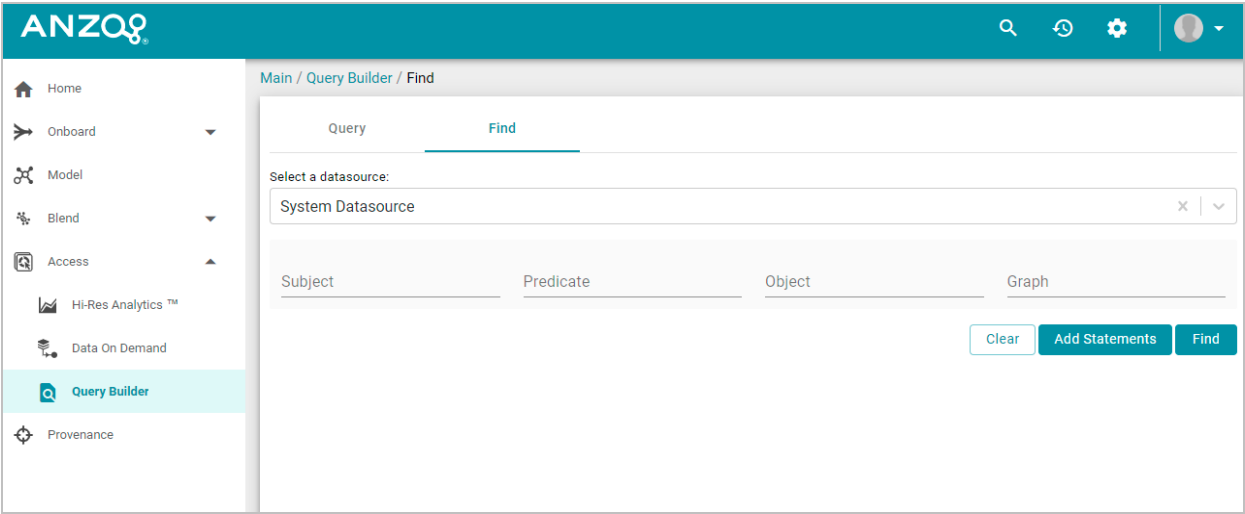 ANZO
Main / Query Builder / Find
Home
Onboard
Model
Blend
Access
Hi-Res Analytics ™
Data On Demand
Query Builder
Provenance
Query Find
Select a datasource:
System Datasource
Subject Predicate Object Graph
Clear Add Statements Find